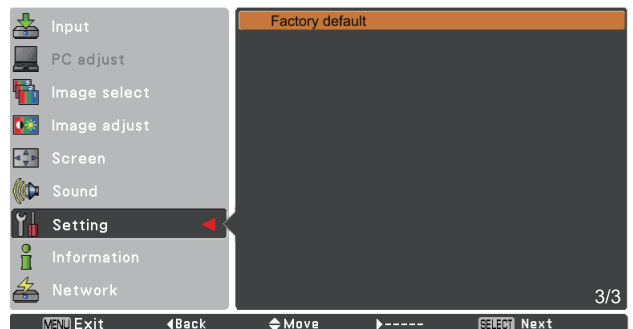 Input
PC adjust
Image select
Image adjust
Screen
Sound
Setting
Information
Network
Factory default
3/3
MENU Exit ◀Back ◆Move ▶----- SELECT Next